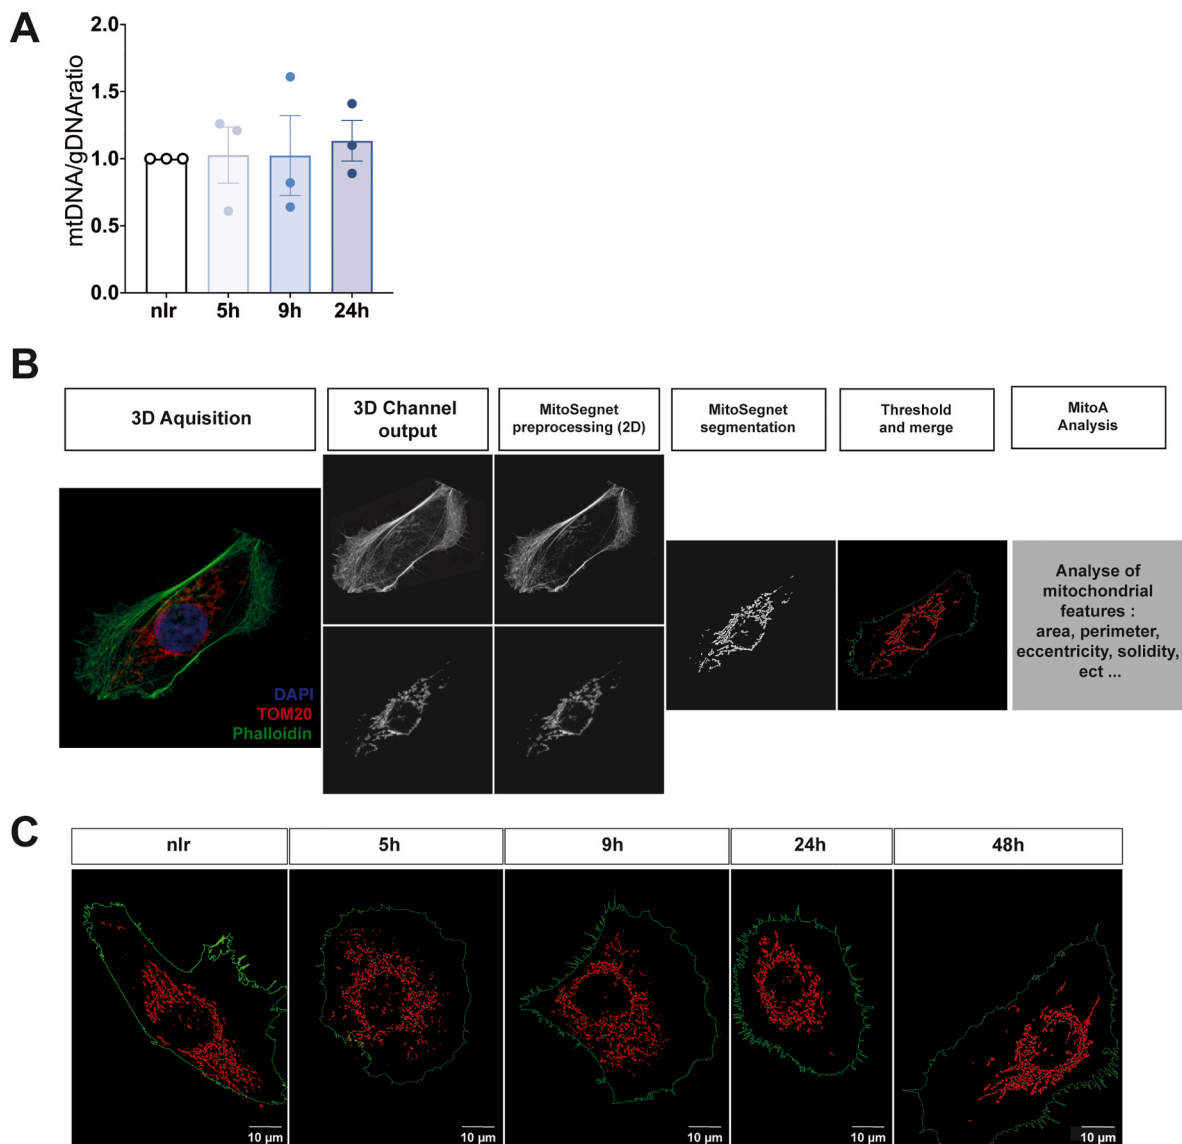 A
mtDNA/gDNAratio
2.0
1.5
1.0
0.5
0.0
nIr
5h
9h
24h
B
3D Aquisition
3D Channel
output
MitoSegnet
preprocessing (2D)
MitoSegnet
segmentation
Threshold
and merge
MitoA
Analysis
DAPI
TOM20
Phalloidin
Analyse of
mitochondrial
features :
area, perimeter,
eccentricity, solidity,
ect ...
C
nIr
5h
9h
24h
48h
10 µm
10 µm
10 µm
10 µm
10 µm